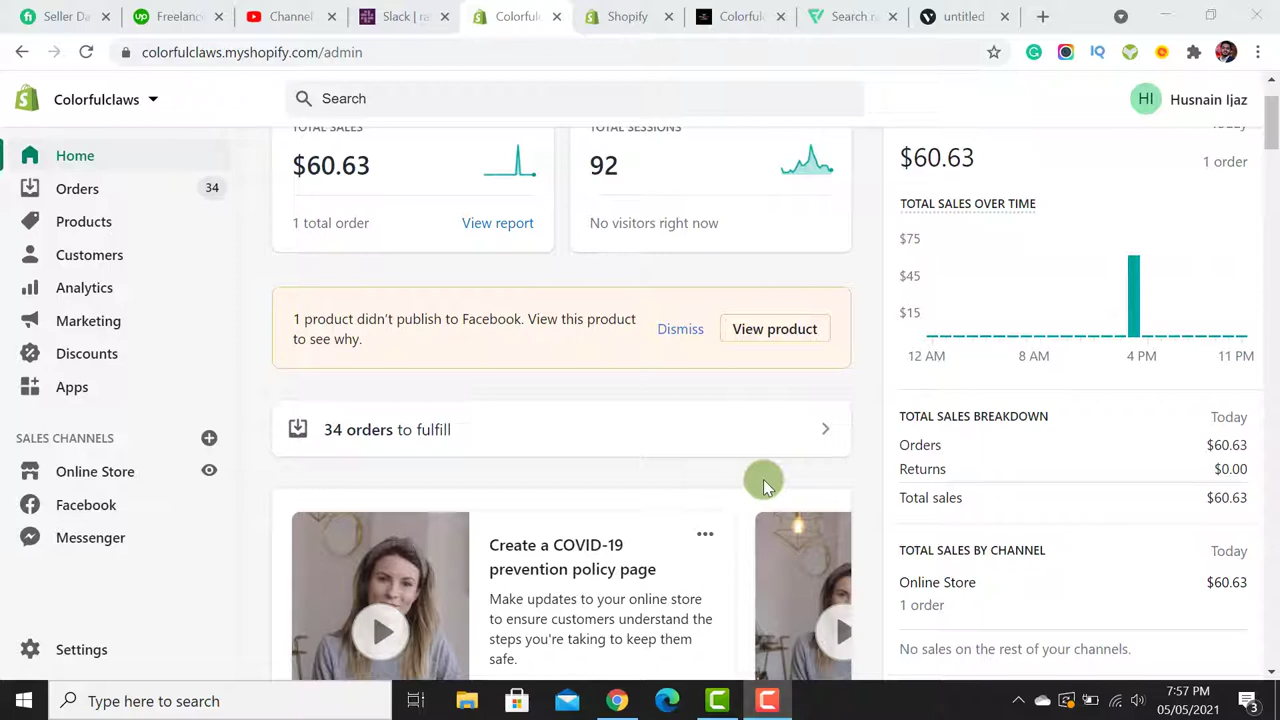 Seller D
Freelanc
Channel
Slack | ra
Colorful
Shopify
Colorful
Search r
untitled
colorfulclaws.myshopify.com/admin
IQ
Colorfulclaws
Search
HI
Husnain Ijaz
Home
Orders
34
Products
Customers
Analytics
Marketing
Discounts
Apps
SALES CHANNELS
Online Store
Facebook
Messenger
Settings
TOTAL SALES
$60.63
1 total order
View report
TOTAL SESSIONS
92
No visitors right now
1 product didn't publish to Facebook. View this product
to see why.
Dismiss
View product
34 orders to fulfill
Create a COVID-19
prevention policy page
Make updates to your online store
to ensure customers understand the
steps you're taking to keep them
safe.
Today
$60.63
1 order
TOTAL SALES OVER TIME
$75
$45
$15
12 AM
8 AM
4 PM
11 PM
TOTAL SALES BREAKDOWN
Today
Orders
$60.63
Returns
$0.00
Total sales
$60.63
TOTAL SALES BY CHANNEL
Today
Online Store
$60.63
1 order
No sales on the rest of your channels.
Type here to search
7:57 PM
05/05/2021
3